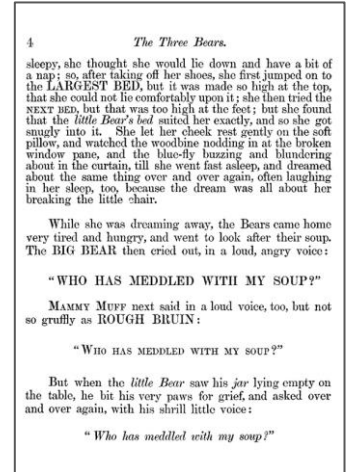 4 The Three Bears.
sleepy, she thought she would lie down and have a bit of
a nap; so, after taking off her shoes, she first jumped on to
the LARGEST BED, but it was made so high at the top,
that she could not lie comfortably upon it; she then tried the
NEXT BED, but that was too high at the feet; but she found
that the little Bear's bed suited her exactly, and so she got
snugly into it. She let her cheek rest gently on the soft
pillow, and watched the woodbine nodding in at the broken
window pane, and the blue-fly buzzing and blundering
about in the curtain, till she went fast asleep, and dreamed
about the same thing over and over again, often laughing
in her sleep, too, because the dream was all about her
breaking the little chair.
While she was dreaming away, the Bears came home
very tired and hungry, and went to look after their soup.
The BIG BEAR then cried out, in a loud, angry voice:
"WHO HAS MEDDLED WITH MY SOUP?"
MAMMY MUFF next said in a loud voice, too, but not
so gruffly as ROUGH BRUIN:
"WHO HAS MEDDLED WITH MY SOUP?"
But when the little Bear saw his jar lying empty on
the table, he bit his very paws for grief, and asked over
and over again, with his shrill little voice:
"Who has meddled with my soup?"